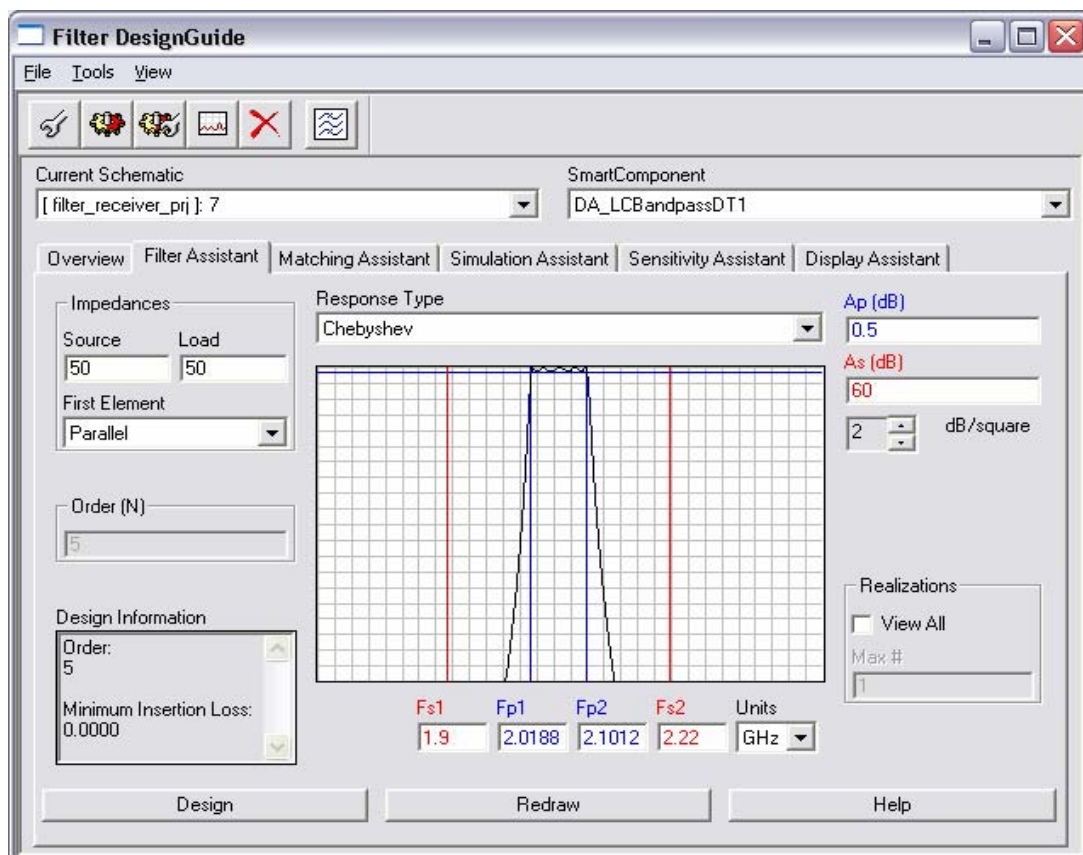 Filter DesignGuide
File Tools View
Current Schematic
SmartComponent
[ filter_receiver_prj ]: 7
DA_LCBandpassDT1
Overview Filter Assistant Matching Assistant Simulation Assistant Sensitivity Assistant Display Assistant
Impedances
Source Load
50 50
First Element
Parallel
Order (N)
5
Design Information
Order:
5
Minimum Insertion Loss:
0.0000
Response Type
Chebyshev
Fs1 Fp1 Fp2 Fs2 Units
1.9 2.0188 2.1012 2.22 GHz
Ap (dB)
0.5
As (dB)
60
2 dB/square
Realizations
View All
Max #
1
Design Redraw Help